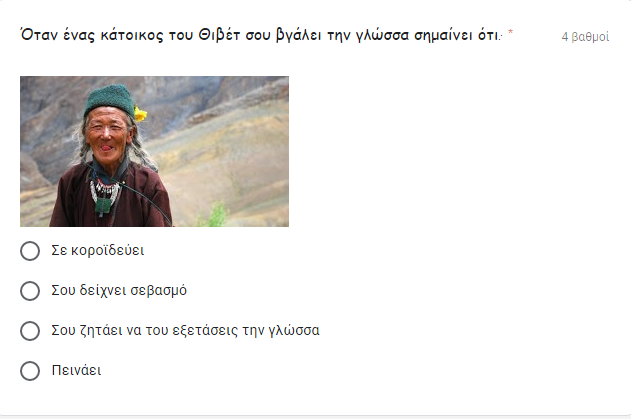 Όταν ένας κάτοικος του Θιβέτ σου βγάλει την γλώσσα σημαίνει ότι: *
4 βαθμοί
Σε κοροϊδεύει
Σου δείχνει σεβασμό
Σου ζητάει να του εξετάσεις την γλώσσα
Πεινάει